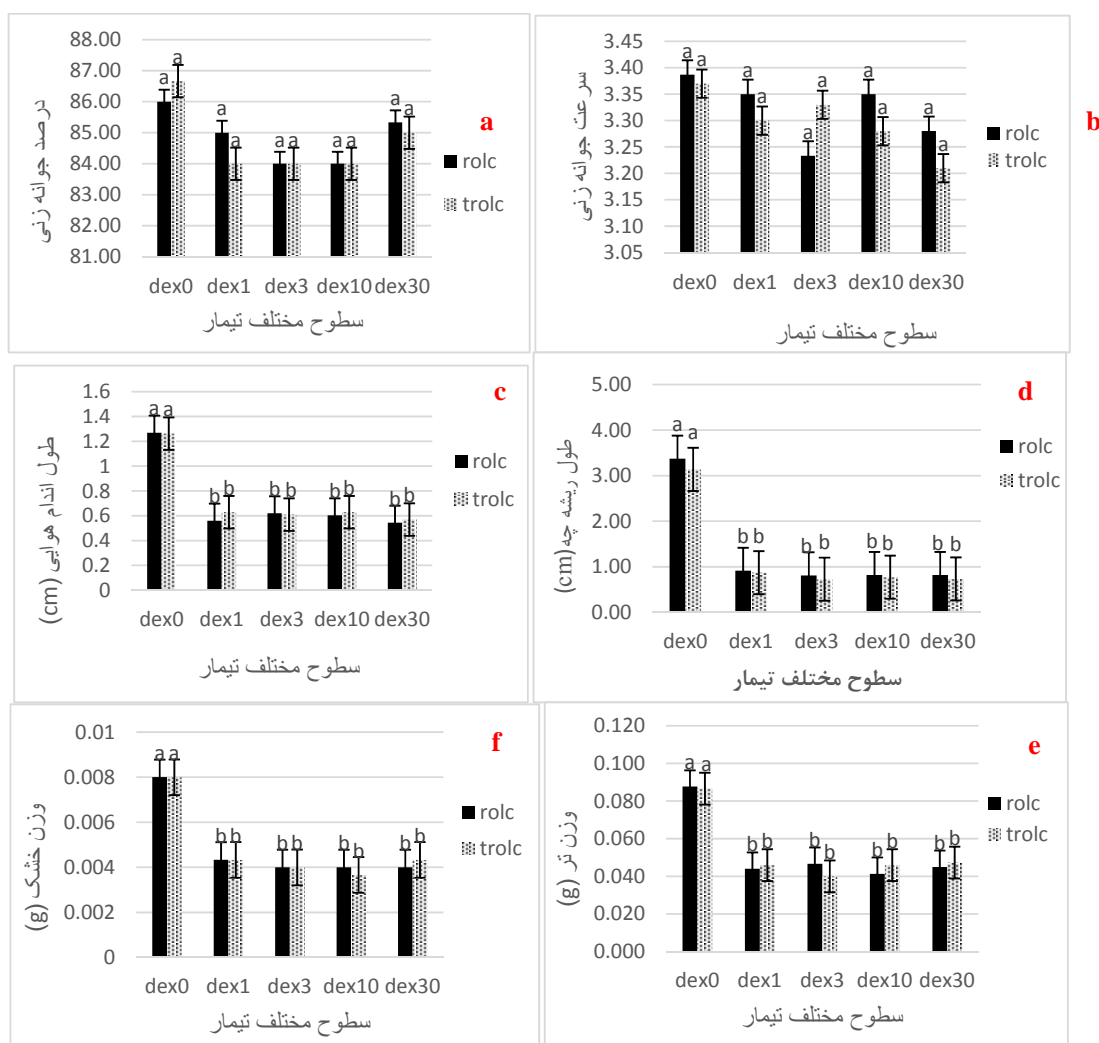 88.00
87.00
86.00
85.00
84.00
83.00
82.00
81.00
درصد جوانه زنی
a a a a a a a a a a
dex0 dex1 dex3 dex10 dex30
سطوح مختلف تیمار
rolc
trolc
a
3.45
3.40
3.35
3.30
3.25
3.20
3.15
3.10
3.05
سرعت جوانه زنی
a a a a a a a a a a
dex0 dex1 dex3 dex10 dex30
سطوح مختلف تیمار
rolc
trolc
b
1.6
1.4
1.2
1
0.8
0.6
0.4
0.2
0
طول اندام هوایی (cm)
a a b b b b b b b b
dex0 dex1 dex3 dex10 dex30
سطوح مختلف تیمار
rolc
trolc
c
5.00
4.00
3.00
2.00
1.00
0.00
طول ریشه چه(cm)
a a b b b b b b b b
dex0 dex1 dex3 dex10 dex30
سطوح مختلف تیمار
rolc
trolc
d
0.01
0.008
0.006
0.004
0.002
0
وزن خشک (g)
a a b b b b b b b b
dex0 dex1 dex3 dex10 dex30
سطوح مختلف تیمار
rolc
trolc
f
0.120
0.100
0.080
0.060
0.040
0.020
0.000
وزن تر (g)
a a b b b b b b b b
dex0 dex1 dex3 dex10 dex30
سطوح مختلف تیمار
rolc
trolc
e